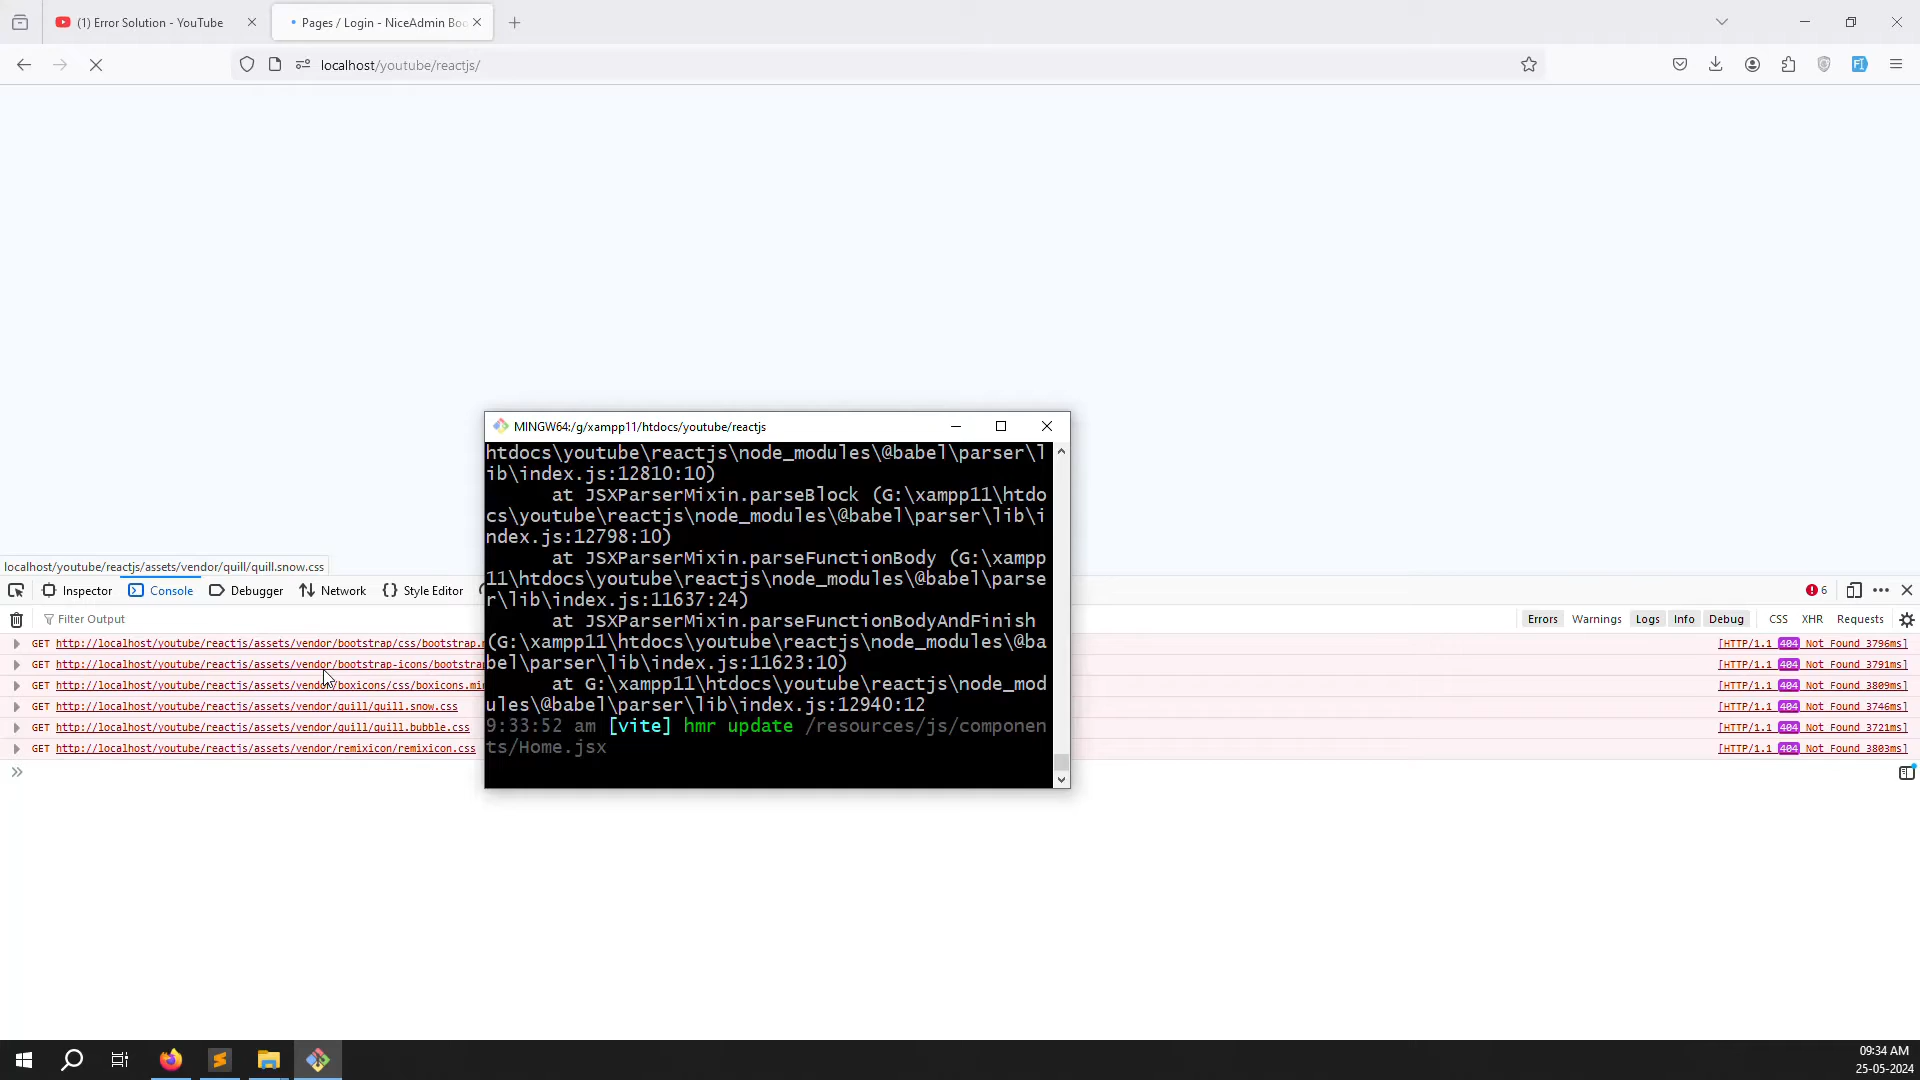 (1) Error Solution - YouTube
Pages / Login - NiceAdmin Boo
localhost/youtube/reactjs/
MINGW64:/g/xampp11/htdocs/youtube/reactjs
htdocs\youtube\reactjs\node_modules\@babel\parser\l
ib\index.js:12810:10)
at JSXParserMixin.parseBlock (G:\xampp11\htdo
cs\youtube\reactjs\node_modules\@babel\parser\lib\i
ndex.js:12798:10)
at JSXParserMixin.parseFunctionBody (G:\xampp
11\htdocs\youtube\reactjs\node_modules\@babel\parse
r\lib\index.js:11637:24)
at JSXParserMixin.parseFunctionBodyAndFinish
(G:\xampp11\htdocs\youtube\reactjs\node_modules\@ba
bel\parser\lib\index.js:11623:10)
at G:\xampp11\htdocs\youtube\reactjs\node_mod
ules\@babel\parser\lib\index.js:12940:12
9:33:52 am [vite] hmr update /resources/js/componen
ts/Home.jsx
localhost/youtube/reactjs/assets/vendor/quill/quill.snow.css
Inspector Console Debugger Network Style Editor 6
Filter Output Errors Warnings Logs Info Debug CSS XHR Requests
GET http://localhost/youtube/reactjs/assets/vendor/bootstrap/css/bootstrap.m [HTTP/1.1 404 Not Found 3796ms]
GET http://localhost/youtube/reactjs/assets/vendor/bootstrap-icons/bootstrap [HTTP/1.1 404 Not Found 3791ms]
GET http://localhost/youtube/reactjs/assets/vendor/boxicons/css/boxicons.mi [HTTP/1.1 404 Not Found 3809ms]
GET http://localhost/youtube/reactjs/assets/vendor/quill/quill.snow.css [HTTP/1.1 404 Not Found 3746ms]
GET http://localhost/youtube/reactjs/assets/vendor/quill/quill.bubble.css [HTTP/1.1 404 Not Found 3721ms]
GET http://localhost/youtube/reactjs/assets/vendor/remixicon/remixicon.css [HTTP/1.1 404 Not Found 3803ms]
09:34 AM
25-05-2024